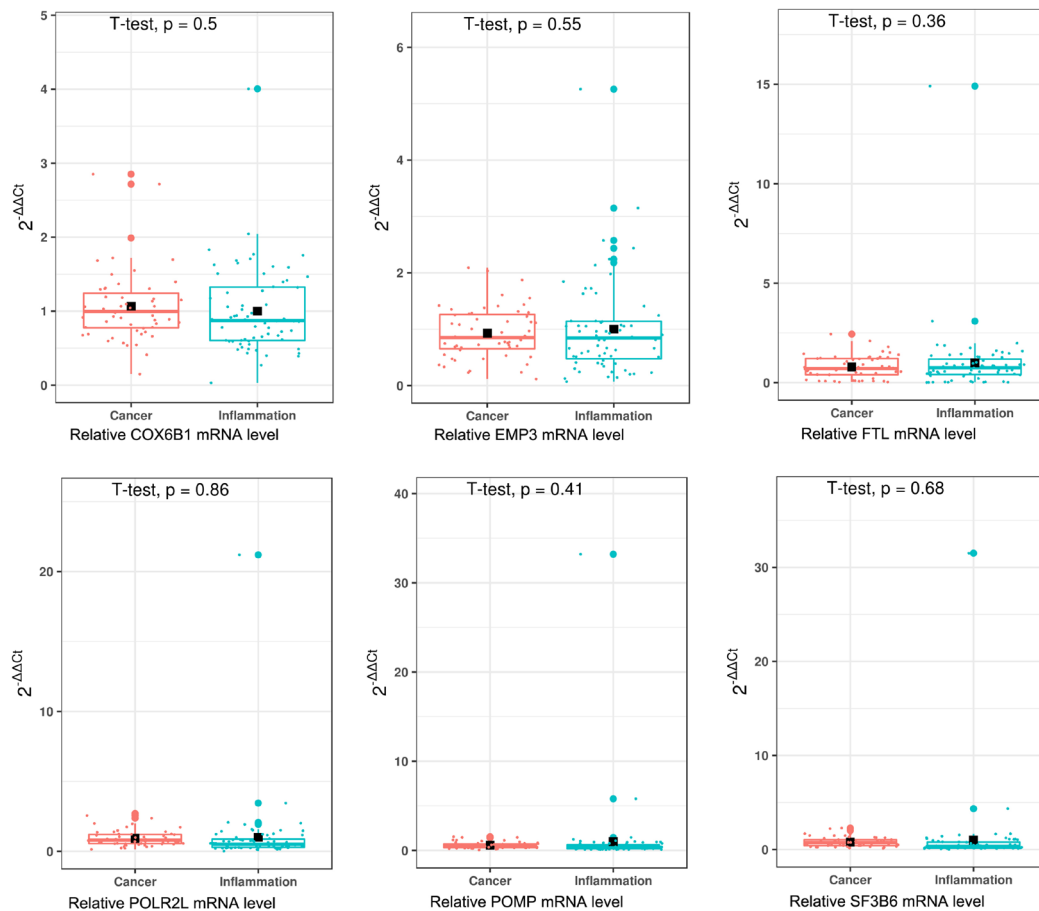 T-test, p = 0.5
5
4
3
2
1
0
2^-ΔΔCt
Cancer
Inflammation
Relative COX6B1 mRNA level
T-test, p = 0.55
6
4
2
0
2^-ΔΔCt
Cancer
Inflammation
Relative EMP3 mRNA level
T-test, p = 0.36
15
10
5
0
2^-ΔΔCt
Cancer
Inflammation
Relative FTL mRNA level
T-test, p = 0.86
20
10
0
2^-ΔΔCt
Cancer
Inflammation
Relative POLR2L mRNA level
T-test, p = 0.41
40
30
20
10
0
2^-ΔΔCt
Cancer
Inflammation
Relative POMP mRNA level
T-test, p = 0.68
30
20
10
0
2^-ΔΔCt
Cancer
Inflammation
Relative SF3B6 mRNA level